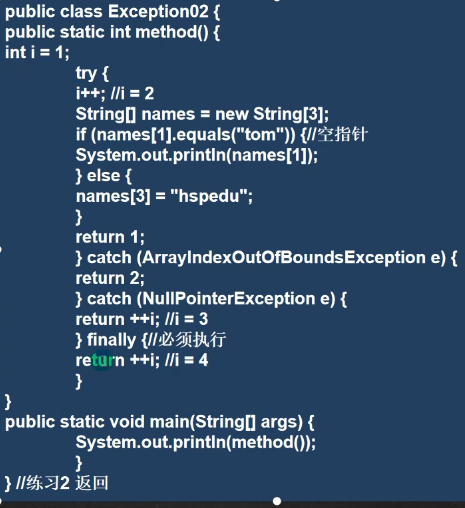 public class Exception02 {
public static int method() {
int i = 1;
try {
i++; //i = 2
String[] names = new String[3];
if (names[1].equals("tom")) {//空指针
System.out.println(names[1]);
} else {
names[3] = "hspedu";
}
return 1;
} catch (ArrayIndexOutOfBoundsException e) {
return 2;
} catch (NullPointerException e) {
return ++i; //i = 3
} finally {//必须执行
return ++i; //i = 4
}
}
public static void main(String[] args) {
System.out.println(method());
}
} //练习2 返回